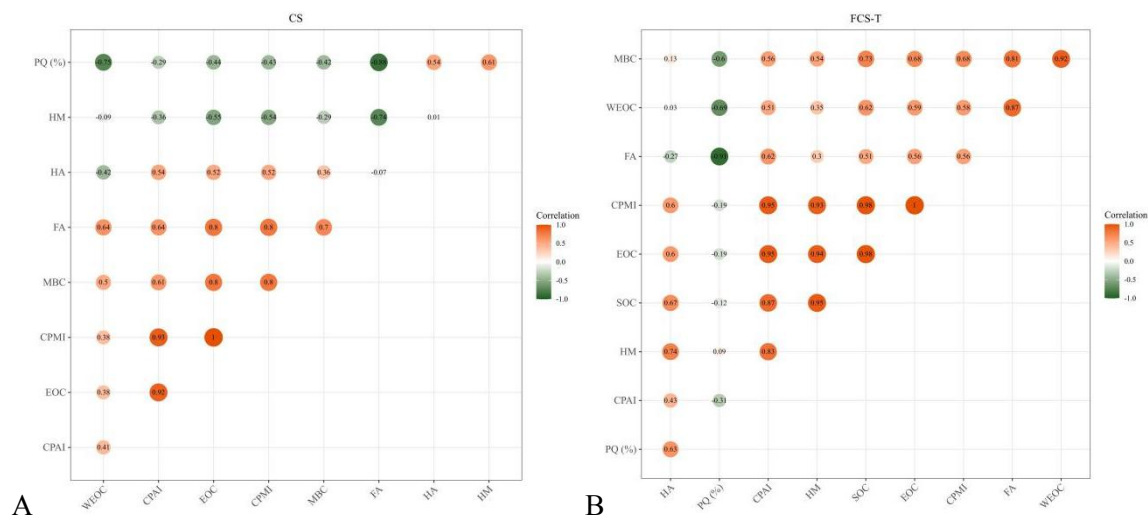 CS
PQ (%) -0.75 -0.29 -0.44 -0.43 -0.42 -0.88 0.54 0.61
HM -0.09 -0.36 -0.55 -0.54 -0.29 -0.74 0.01
HA -0.42 0.54 0.52 0.52 0.36 -0.07
FA 0.64 0.64 0.8 0.8 0.7
MBC 0.5 0.61 0.8 0.8
CPMI 0.38 0.93 1
EOC 0.38 0.92
CPAI 0.41
WEOC CPAI EOC CPMI MBC FA HA HM
Correlation
1.0
0.5
0.0
-0.5
-1.0
A
FCS-T
MBC 0.13 -0.6 0.56 0.54 0.73 0.68 0.68 0.81 0.92
WEOC 0.03 -0.69 0.51 0.35 0.62 0.59 0.58 0.87
FA -0.27 0.62 0.3 0.51 0.56 0.56
CPMI 0.6 -0.19 0.95 0.93 0.98 1
EOC 0.6 -0.19 0.95 0.94 0.98
SOC 0.67 -0.12 0.87 0.95
HM 0.74 0.09 0.83
CPAI 0.43 -0.31
PQ (%) 0.63
HA PQ (%) CPAI HM SOC EOC CPMI FA WEOC
Correlation
1.0
0.5
0.0
-0.5
-1.0
B